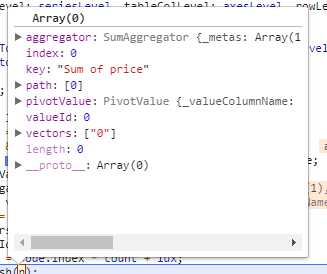 evel: seriesLevel, tableColLevel: axesLevel, rowLe
Array(0)
aggregator: SumAggregator {_metas: Array(1
index: 0
key: "Sum of price"
path: [0]
pivotValue: PivotValue {_valueColumnName:
valueId: 0
vectors: ["0"]
length: 0
__proto__: Array(0)
= node.index * count + idx;
sh(n);